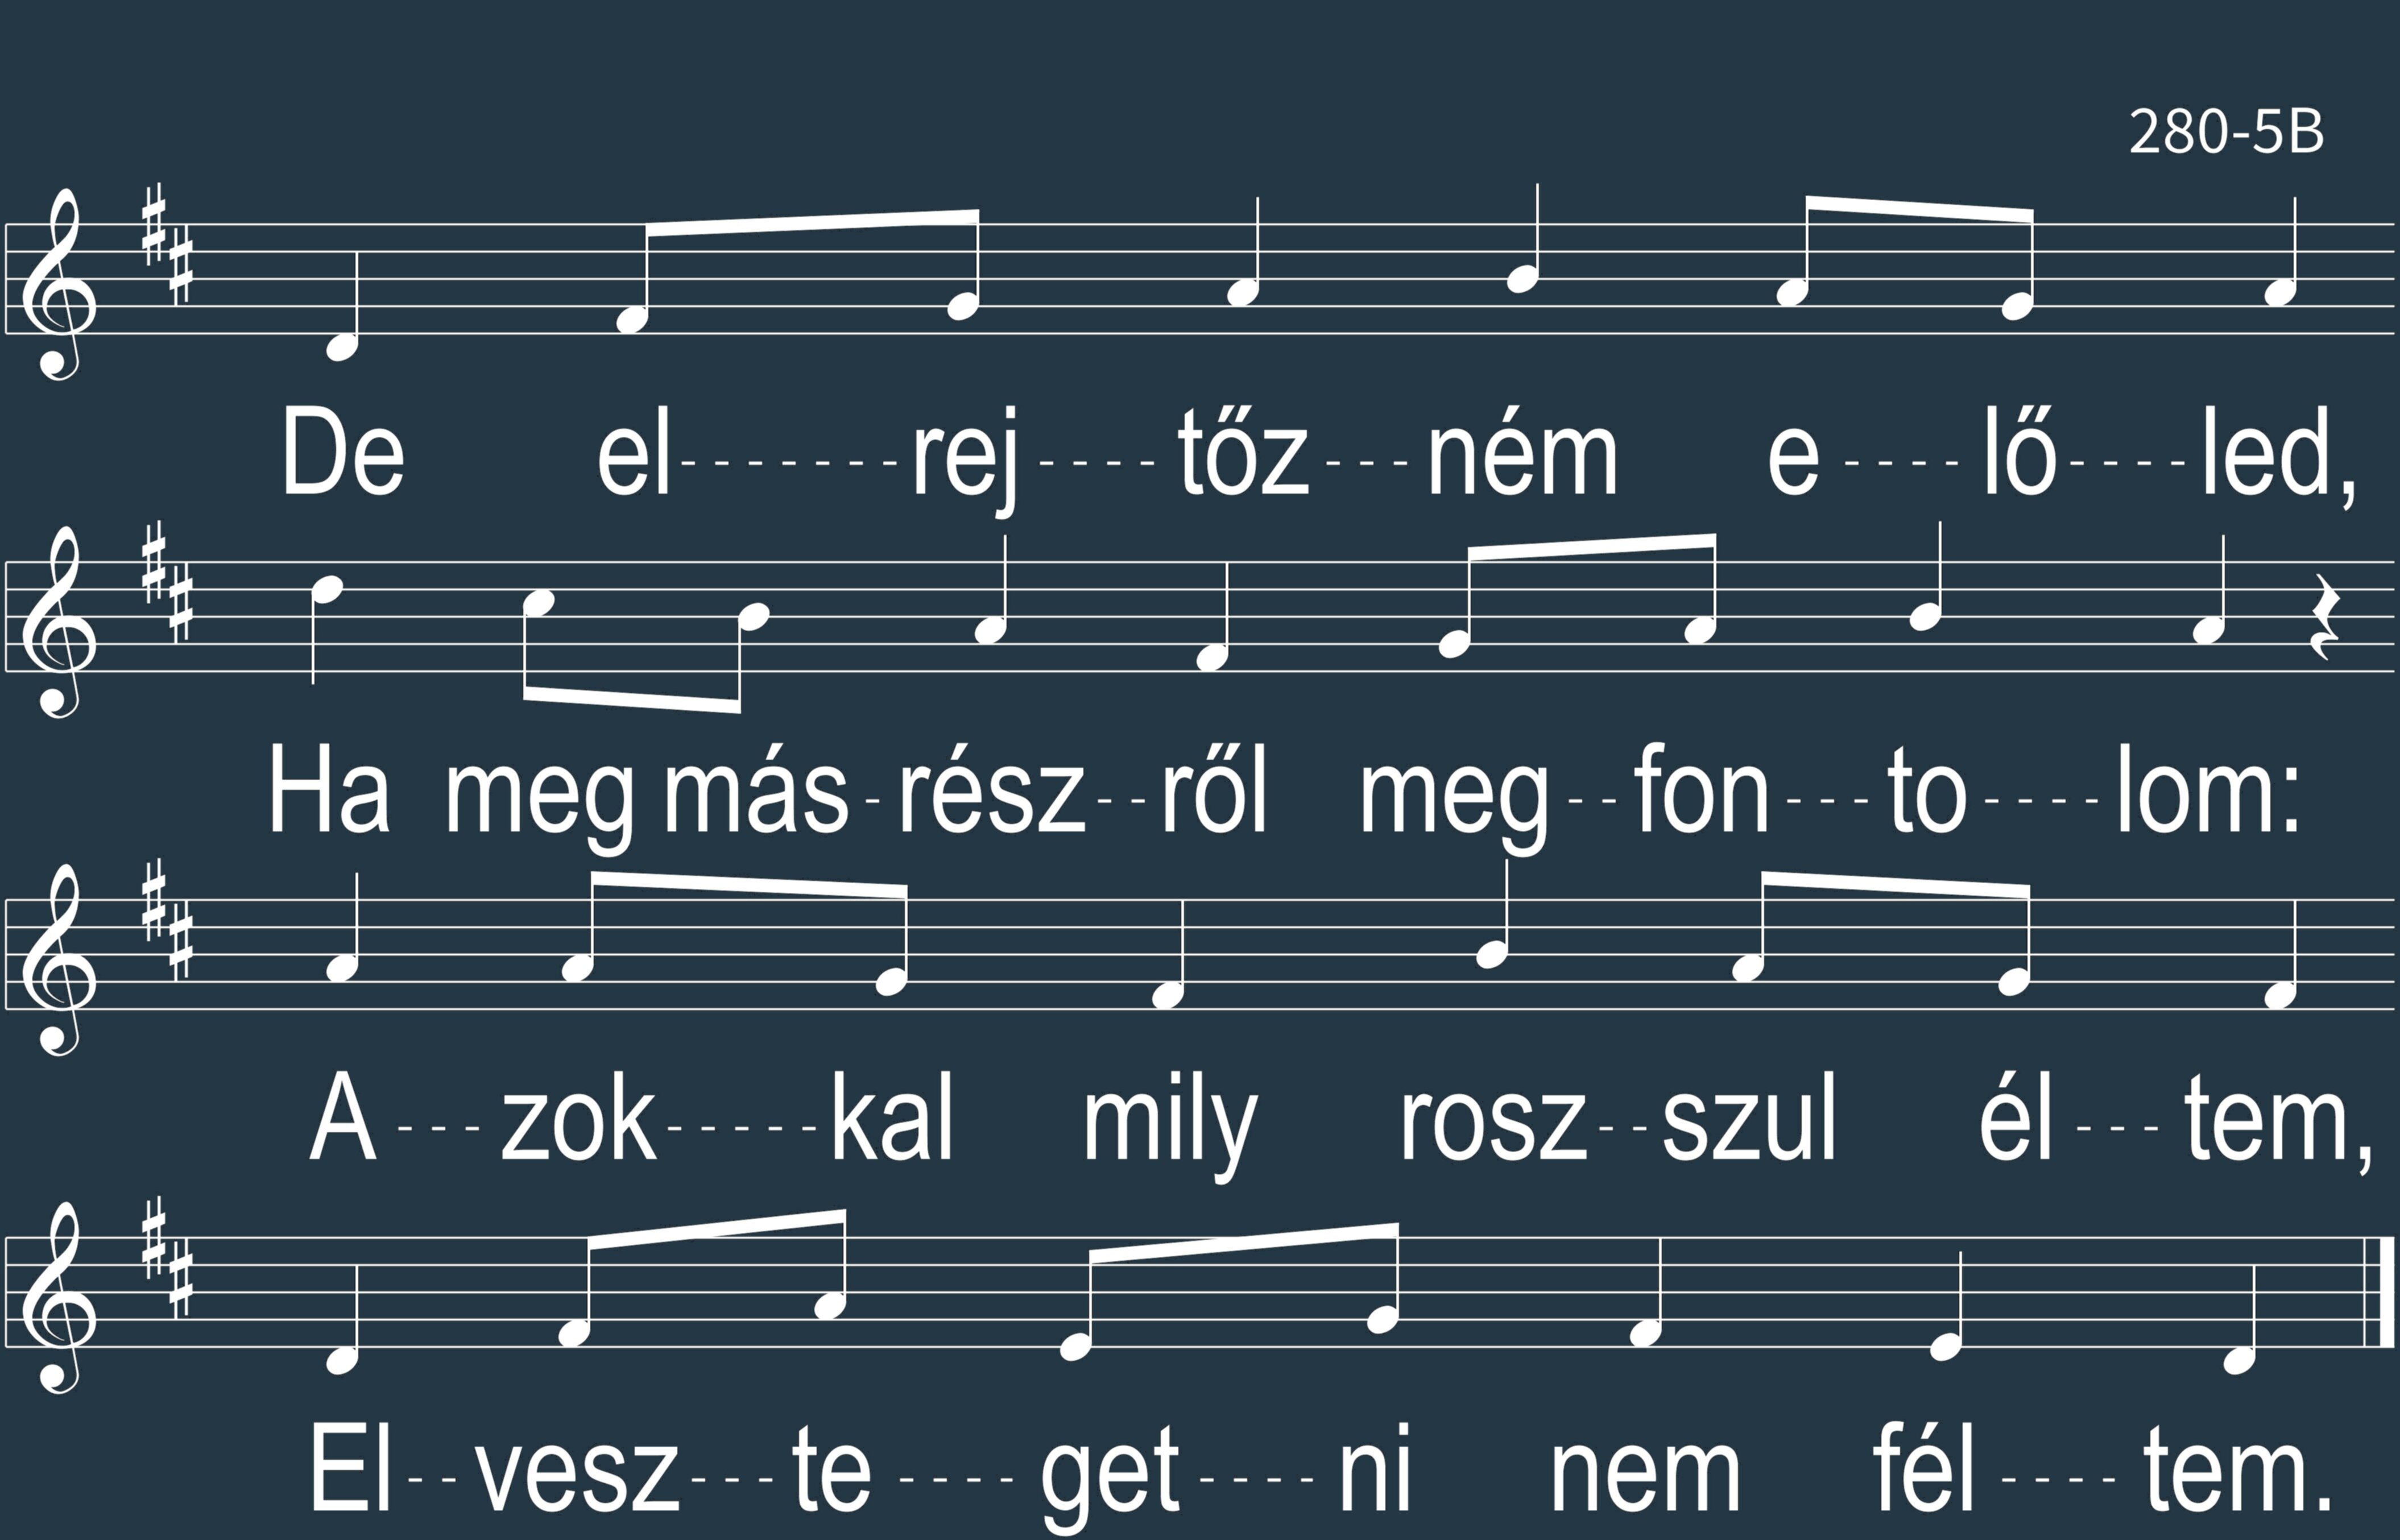 280-5B
De el-------rej----tőz---ném e----lő----led,
Ha meg más-rész--ről meg--fon---to----lom:
A---zok-----kal mily rosz--szul él---tem,
El--vesz---te----get----ni nem fél----tem.